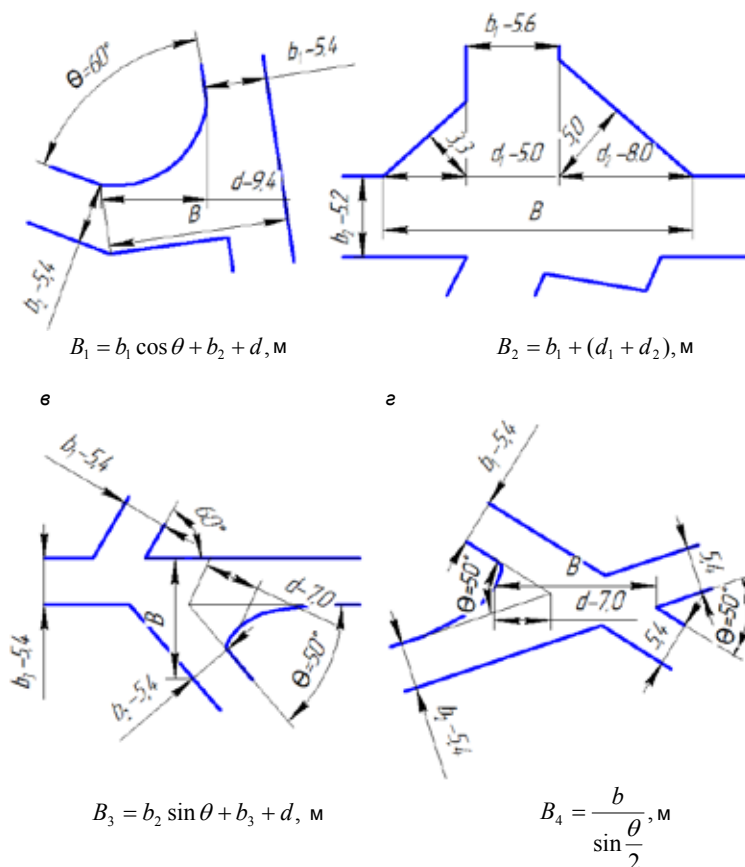 Θ=60°
b₁–5,4
d–9,4
B
b₂–5,4
b₁–5.6
3,3
5,0
d₁–5.0
d₂–8.0
b₂–5.2
B
B₁ = b₁ cos θ + b₂ + d, м
B₂ = b₁ + (d₁ + d₂), м
в
г
b₁–5,4
60°
B
d–7,0
Θ=50°
b₃–5,4
b₂–5,4
b₁–5,4
Θ=50°
B
d–7,0
5,4
Θ=50°
5,4
b₂–5,4
B₃ = b₂ sin θ + b₃ + d, м
B₄ = b / sin θ/2, м